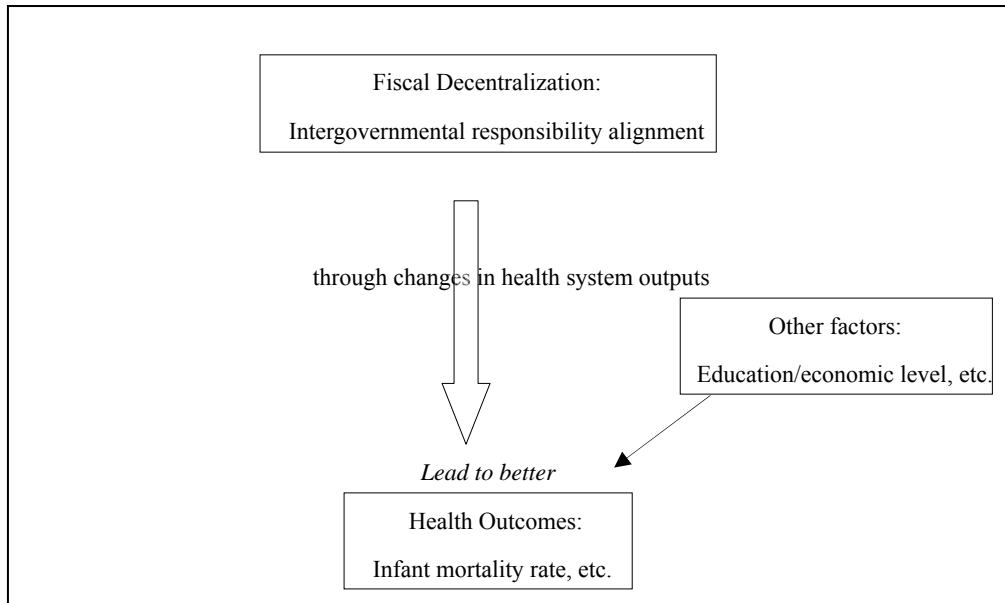 Fiscal Decentralization:
Intergovernmental responsibility alignment
through changes in health system outputs
Other factors:
Education/economic level, etc.
Lead to better
Health Outcomes:
Infant mortality rate, etc.